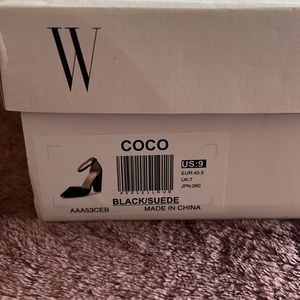 W
COCO
US:9
EUR:40.5
UK:7
JPN:260
BLACK/SUEDE
AAA53CEB MADE IN CHINA